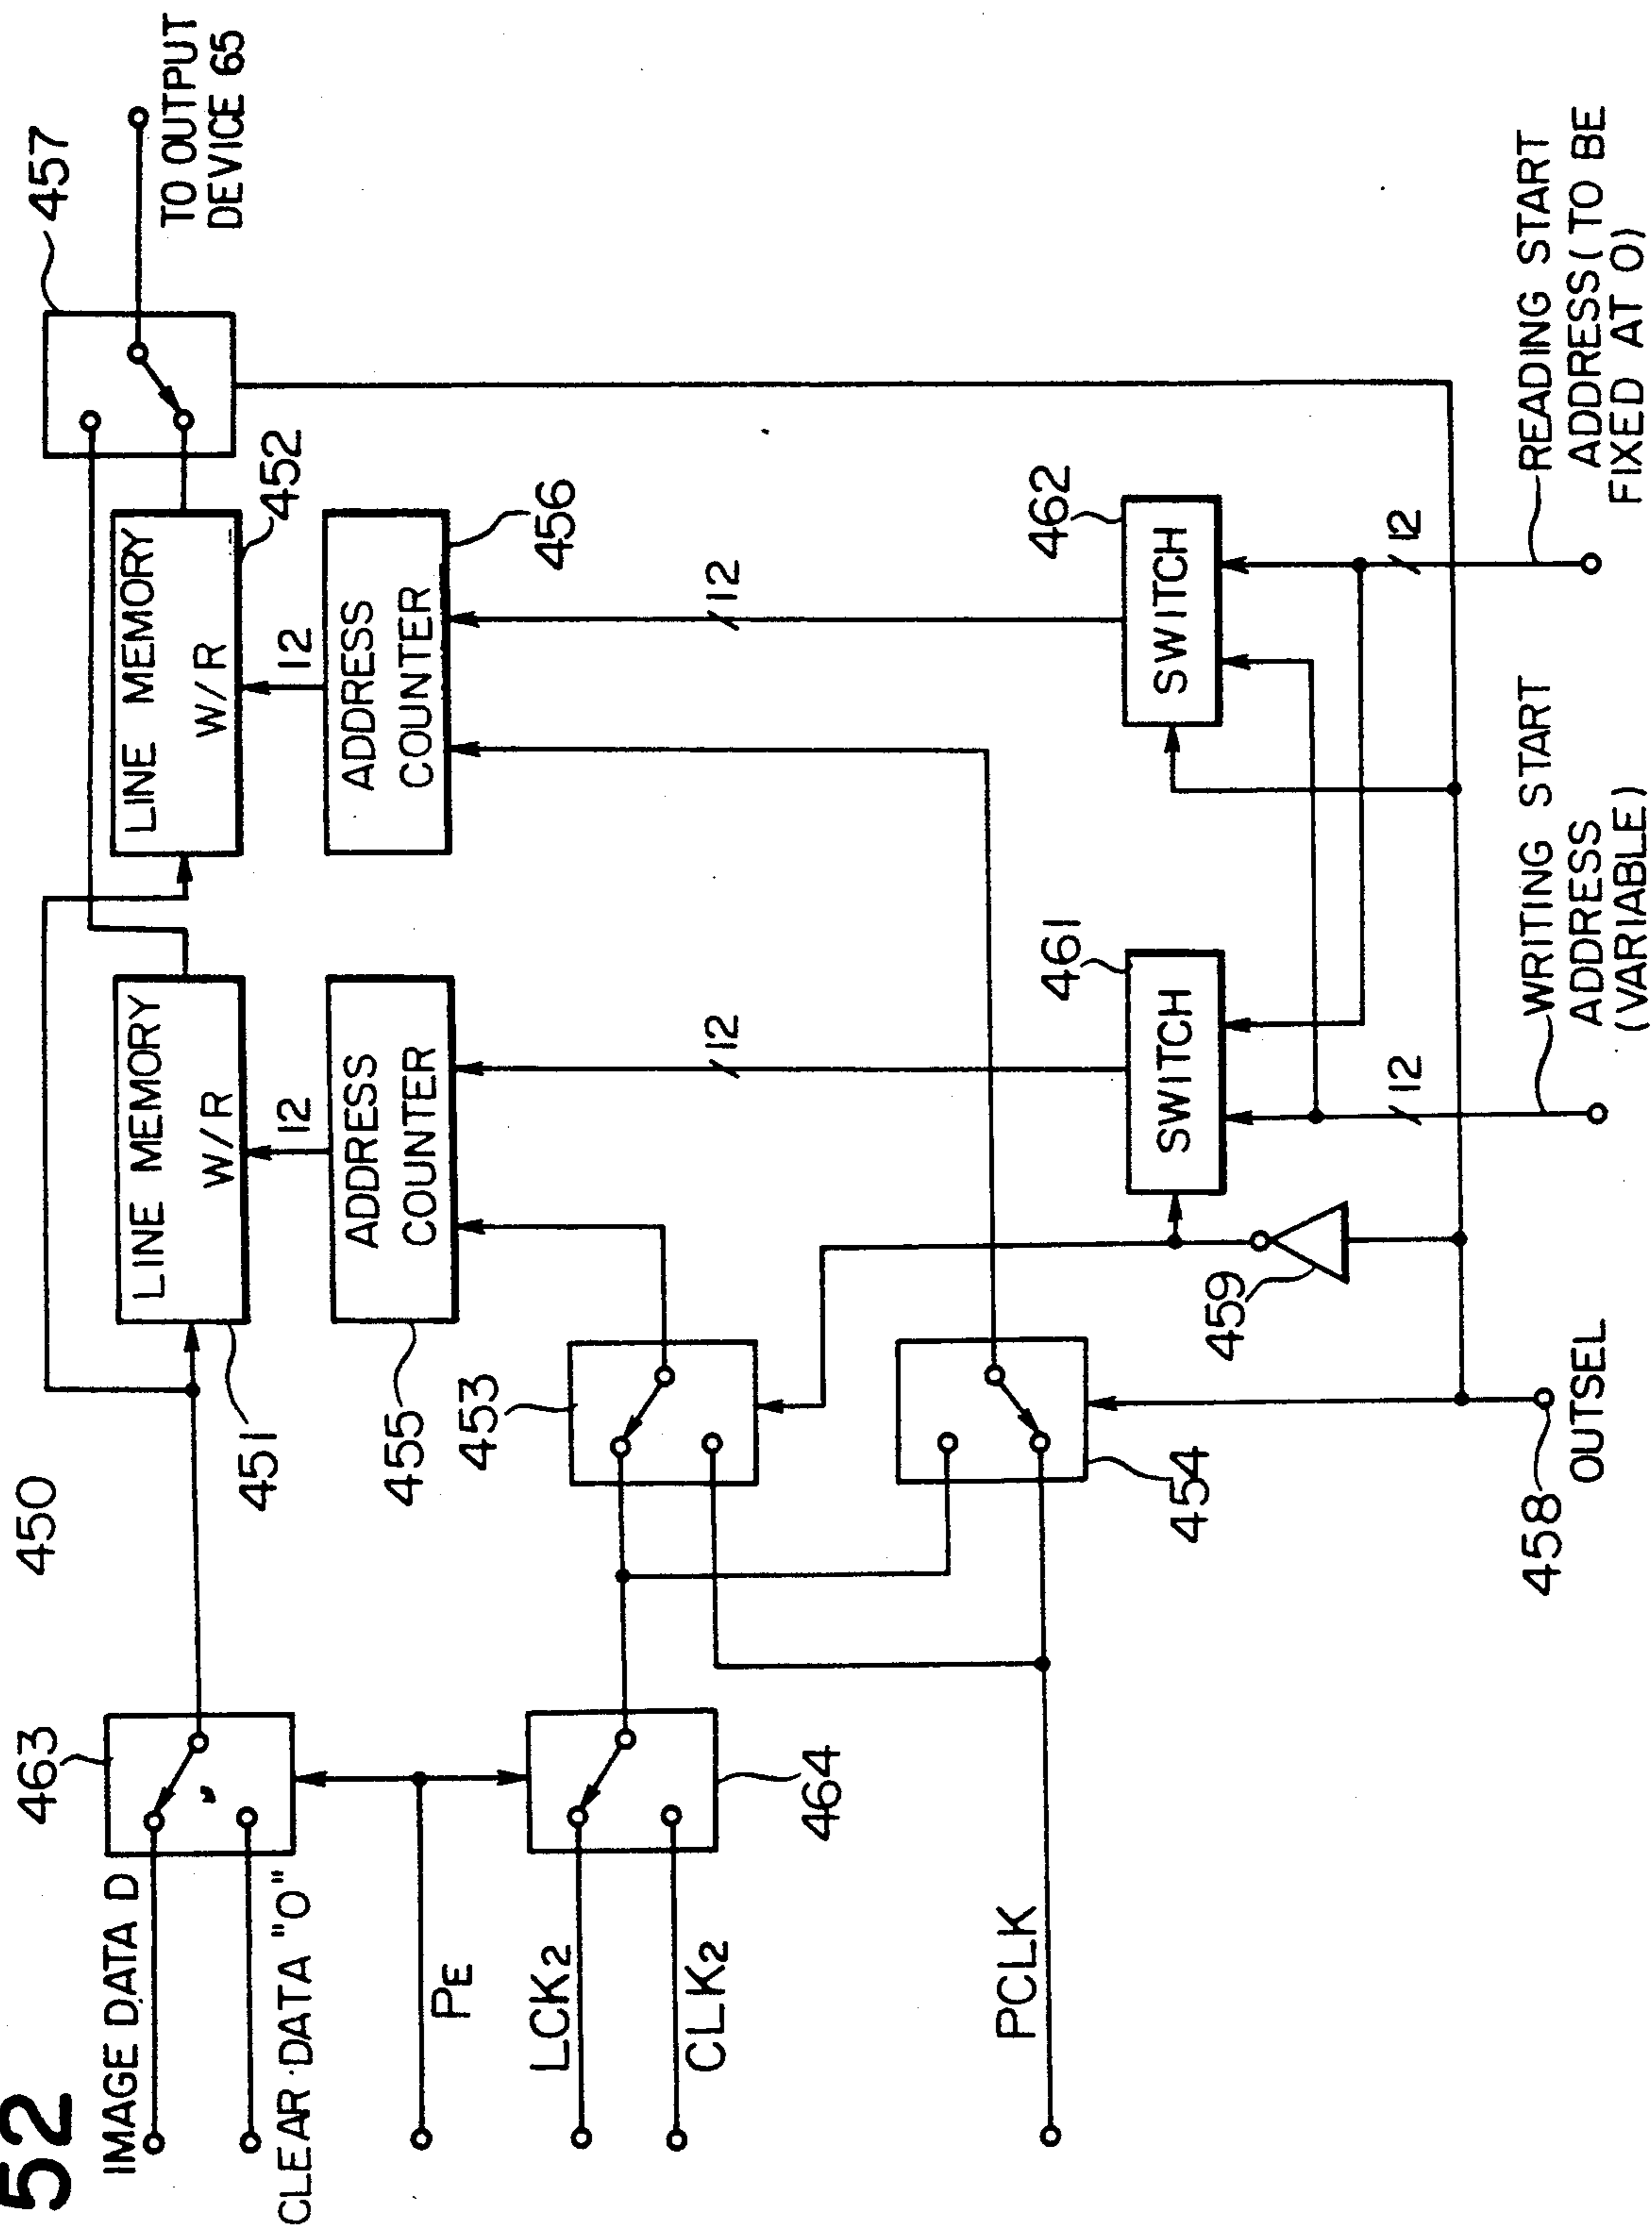 52
450
IMAGE DATA D
CLEAR DATA "0"
463
PE
LCK2
CLK2
464
PCLK
451
LINE MEMORY
W/R
12
455
ADDRESS
COUNTER
453
454
452
LINE MEMORY
W/R
12
456
ADDRESS
COUNTER
457
TO OUTPUT
DEVICE 65
12
12
461
SWITCH
462
SWITCH
459
458
OUTSEL
12
WRITING START
ADDRESS
(VARIABLE)
12
READING START
ADDRESS (TO BE
FIXED AT 0)